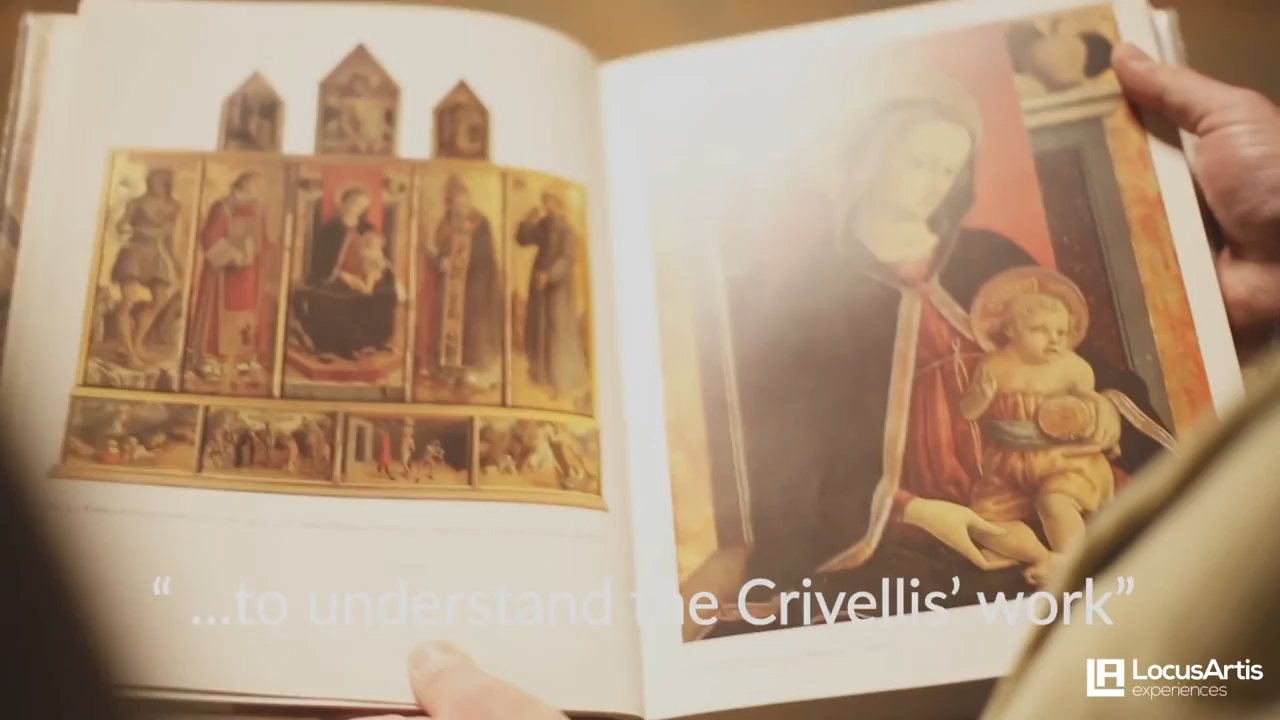 “ ...to understand the Crivellis’ work”
LocusArtis
experiences